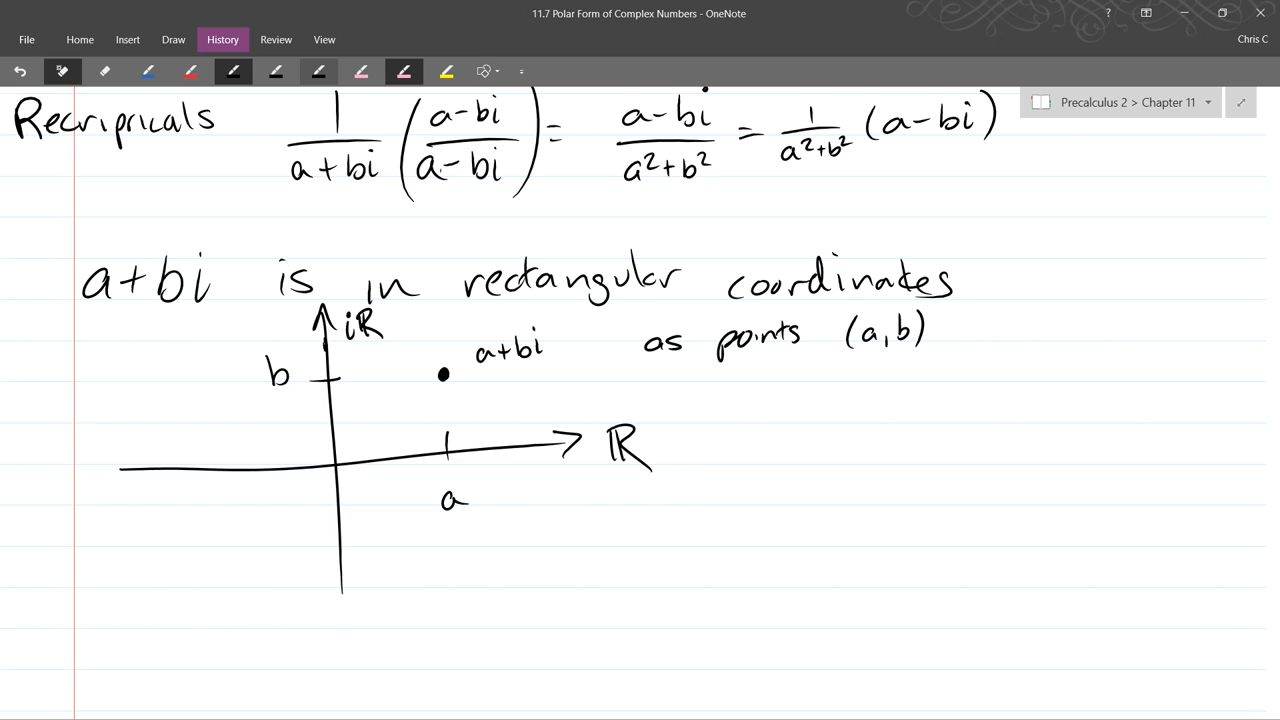 11.7 Polar Form of Complex Numbers - OneNote
?
File Home Insert Draw History Review View
Chris C
Precalculus 2 > Chapter 11
Recripricals 1/(a+bi) ((a-bi)/(a-bi)) = (a-bi)/(a²+b²) = 1/(a²+b²) (a-bi)
a+bi is in rectangular coordinates
iℝ
a+bi as points (a,b)
b
ℝ
a